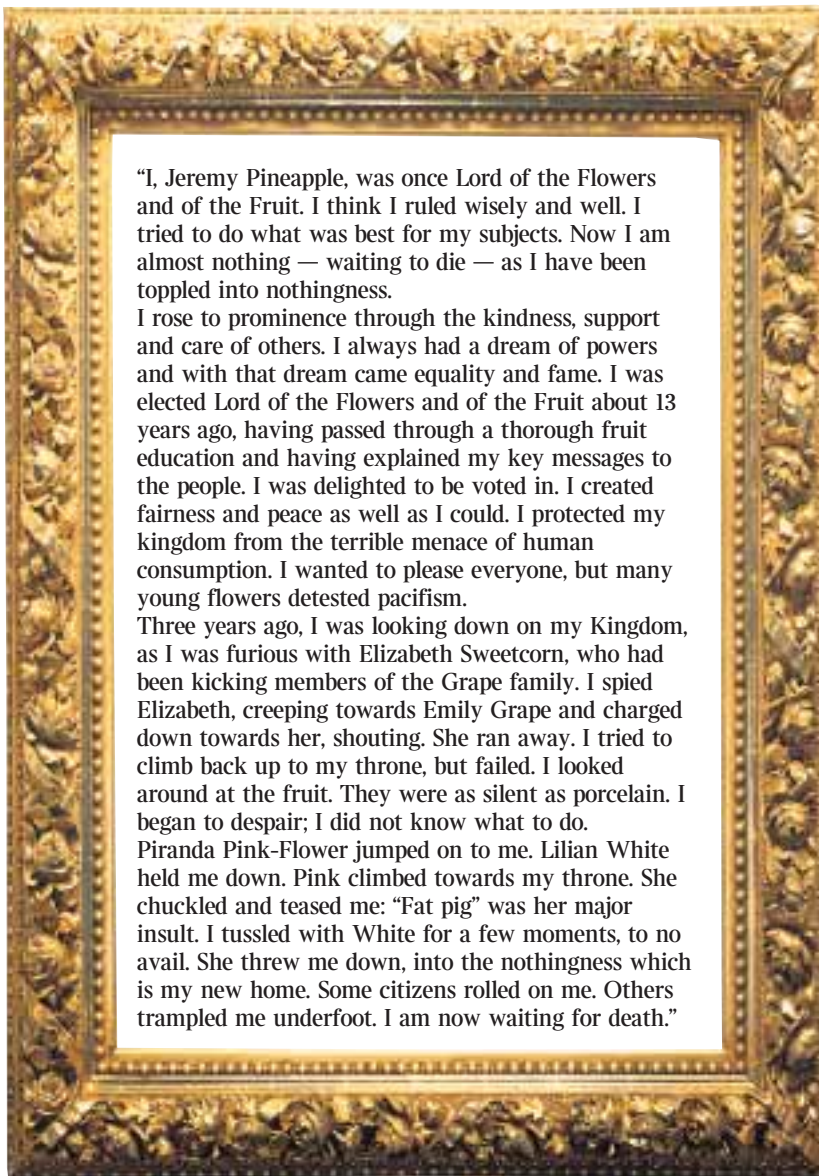 “I, Jeremy Pineapple, was once Lord of the Flowers
and of the Fruit. I think I ruled wisely and well. I
tried to do what was best for my subjects. Now I am
almost nothing — waiting to die — as I have been
toppled into nothingness.
I rose to prominence through the kindness, support
and care of others. I always had a dream of powers
and with that dream came equality and fame. I was
elected Lord of the Flowers and of the Fruit about 13
years ago, having passed through a thorough fruit
education and having explained my key messages to
the people. I was delighted to be voted in. I created
fairness and peace as well as I could. I protected my
kingdom from the terrible menace of human
consumption. I wanted to please everyone, but many
young flowers detested pacifism.
Three years ago, I was looking down on my Kingdom,
as I was furious with Elizabeth Sweetcorn, who had
been kicking members of the Grape family. I spied
Elizabeth, creeping towards Emily Grape and charged
down towards her, shouting. She ran away. I tried to
climb back up to my throne, but failed. I looked
around at the fruit. They were as silent as porcelain. I
began to despair; I did not know what to do.
Piranda Pink-Flower jumped on to me. Lilian White
held me down. Pink climbed towards my throne. She
chuckled and teased me: “Fat pig” was her major
insult. I tussled with White for a few moments, to no
avail. She threw me down, into the nothingness which
is my new home. Some citizens rolled on me. Others
trampled me underfoot. I am now waiting for death.”